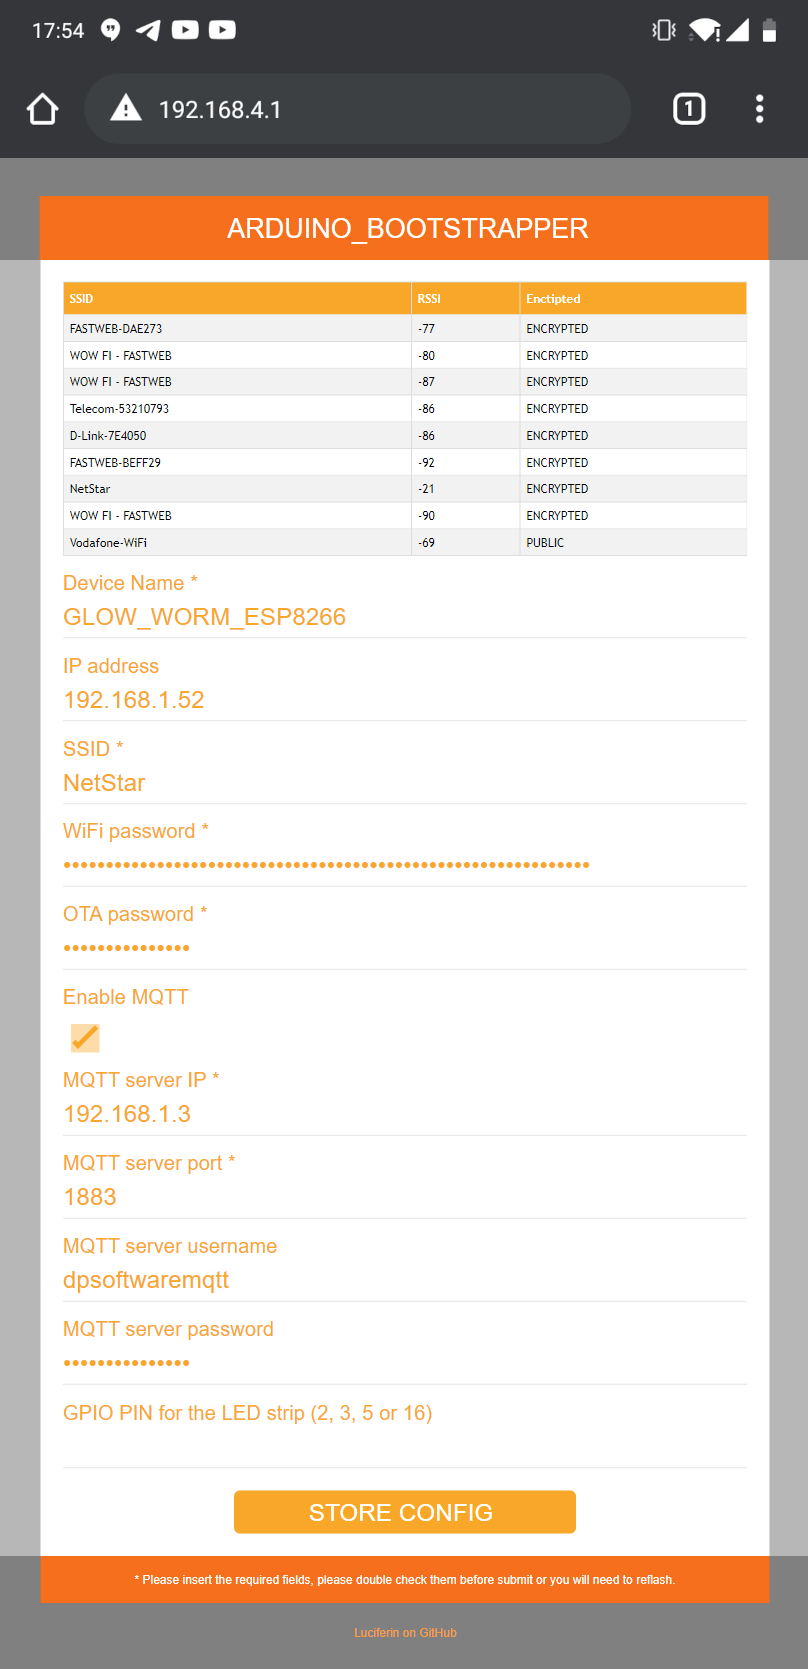 17:54
192.168.4.1
1
ARDUINO_BOOTSTRAPPER
SSID RSSI Enctipted
FASTWEB-DAE273 -77 ENCRYPTED
WOW FI - FASTWEB -80 ENCRYPTED
WOW FI - FASTWEB -87 ENCRYPTED
Telecom-53210793 -86 ENCRYPTED
D-Link-7E4050 -86 ENCRYPTED
FASTWEB-BEFF29 -92 ENCRYPTED
NetStar -21 ENCRYPTED
WOW FI - FASTWEB -90 ENCRYPTED
Vodafone-WiFi -69 PUBLIC
Device Name *
GLOW_WORM_ESP8266
IP address
192.168.1.52
SSID *
NetStar
WiFi password *
OTA password *
Enable MQTT
MQTT server IP *
192.168.1.3
MQTT server port *
1883
MQTT server username
dpsoftwaremqtt
MQTT server password
GPIO PIN for the LED strip (2, 3, 5 or 16)
STORE CONFIG
* Please insert the required fields, please double check them before submit or you will need to reflash.
Luciferin on GitHub